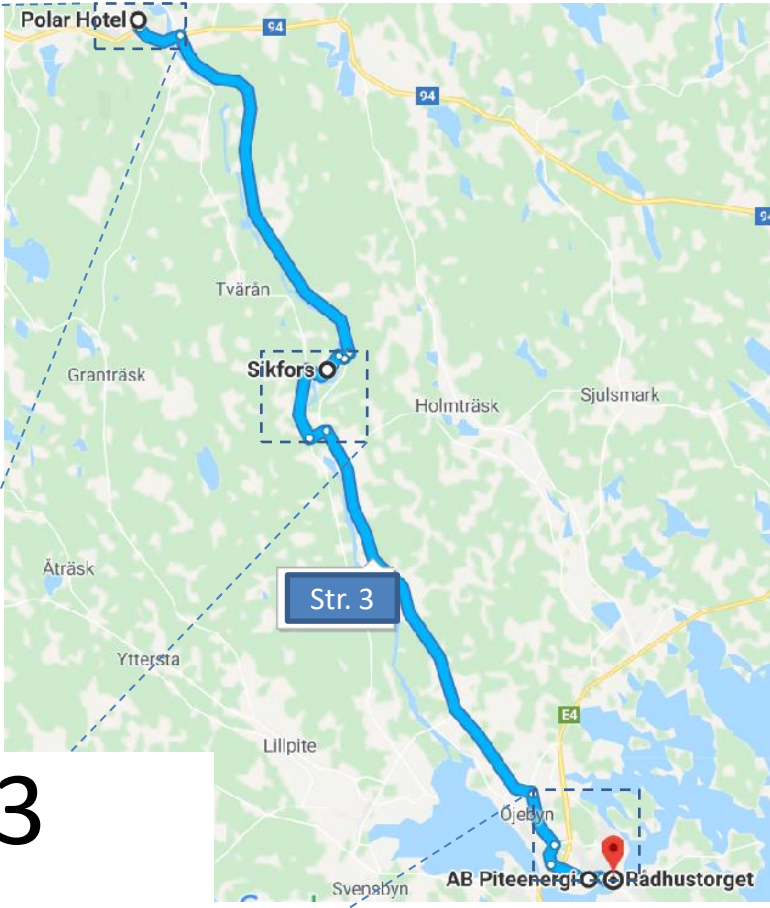 Polar Hotel
94
94
94
Tvärån
Sikfors
Granträsk
Holmträsk
Sjulsmark
Åträsk
Str. 3
Yttersta
E4
Lillpite
3
Öjebyn
AB Piteenergi
Rådhustorget
Svensbyn